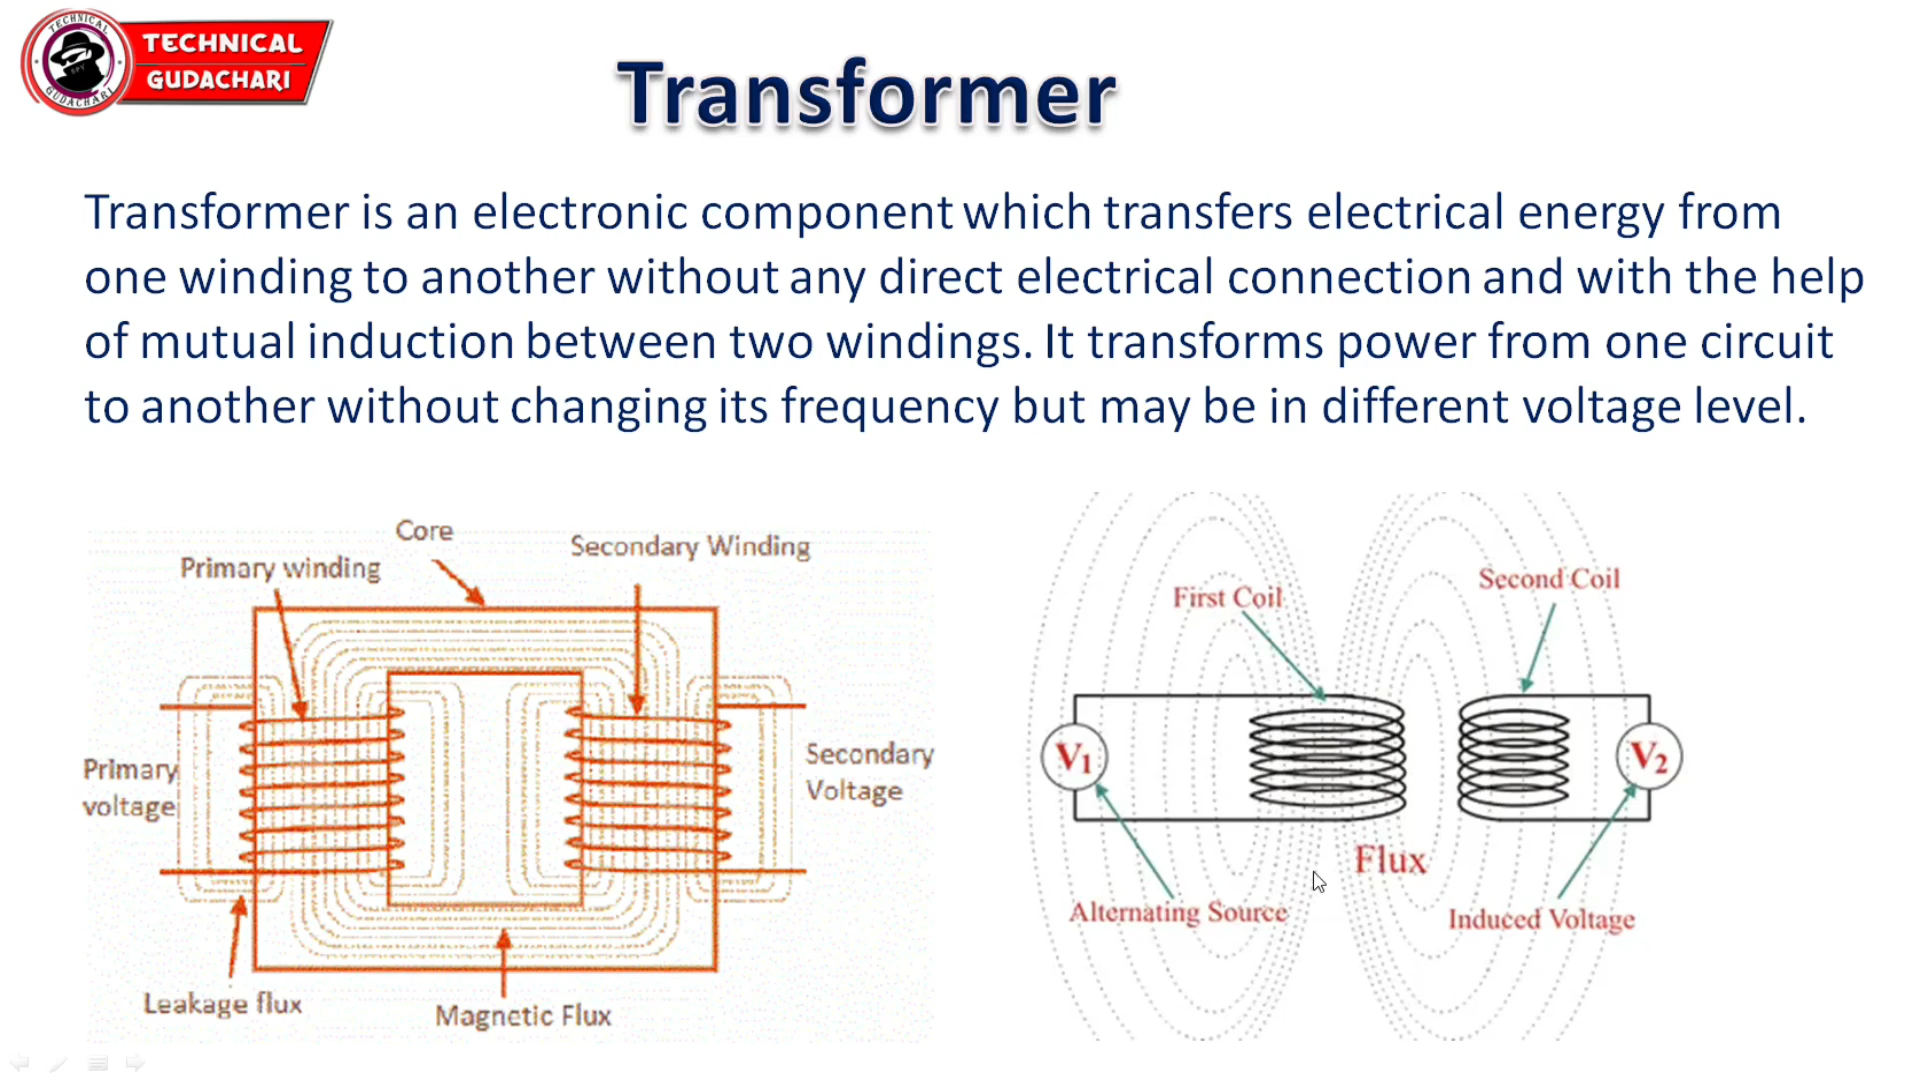 TECHNICAL
GUDACHARI
TECHNICAL
SPY
GUDACHARI
Transformer
Transformer is an electronic component which transfers electrical energy from
one winding to another without any direct electrical connection and with the help
of mutual induction between two windings. It transforms power from one circuit
to another without changing its frequency but may be in different voltage level.
Core
Secondary Winding
Primary winding
Primary
voltage
Secondary
Voltage
Leakage flux
Magnetic Flux
First Coil
Second Coil
V1
V2
Flux
Alternating Source
Induced Voltage